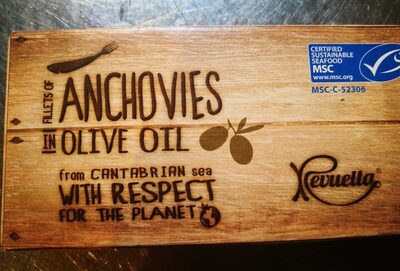 FILLETS OF
ANCHOVIES
IN OLIVE OIL
from CANTABRIAN sea
WITH RESPECT
FOR THE PLANET
CERTIFIED
SUSTAINABLE
SEAFOOD
MSC
www.msc.org
MSC-C-52306
Revuelta®